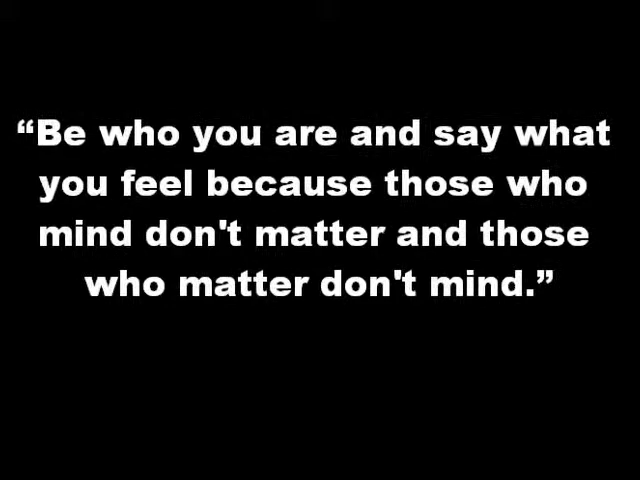 “Be who you are and say what
you feel because those who
mind don't matter and those
who matter don't mind.”